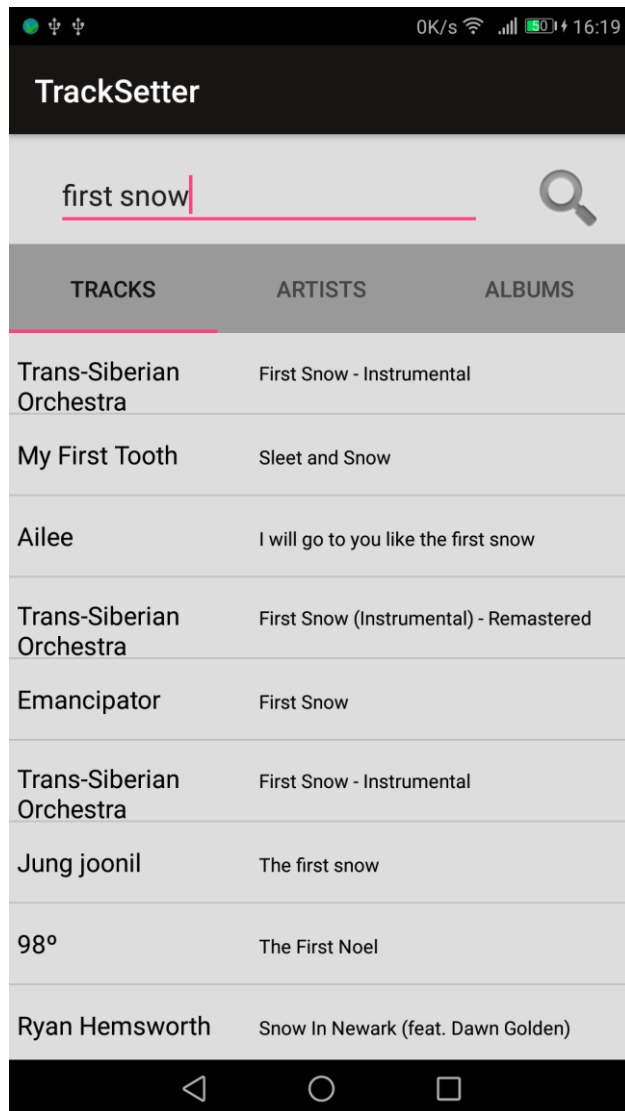 0K/s 50 16:19
TrackSetter
first snow
TRACKS ARTISTS ALBUMS
Trans-Siberian Orchestra First Snow - Instrumental
My First Tooth Sleet and Snow
Ailee I will go to you like the first snow
Trans-Siberian Orchestra First Snow (Instrumental) - Remastered
Emancipator First Snow
Trans-Siberian Orchestra First Snow - Instrumental
Jung joonil The first snow
98º The First Noel
Ryan Hemsworth Snow In Newark (feat. Dawn Golden)